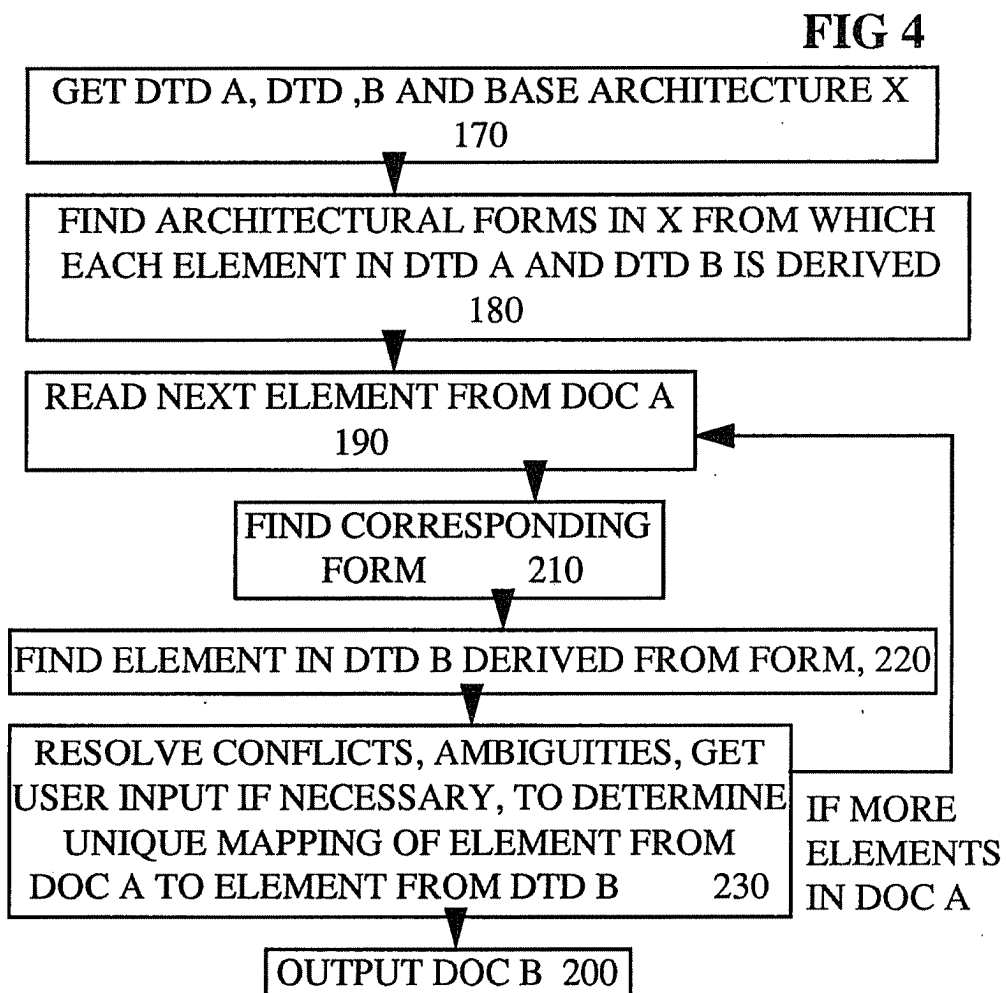 FIG 4
GET DTD A, DTD ,B AND BASE ARCHITECTURE X
170
FIND ARCHITECTURAL FORMS IN X FROM WHICH
EACH ELEMENT IN DTD A AND DTD B IS DERIVED
180
READ NEXT ELEMENT FROM DOC A
190
FIND CORRESPONDING
FORM 210
FIND ELEMENT IN DTD B DERIVED FROM FORM, 220
RESOLVE CONFLICTS, AMBIGUITIES, GET
USER INPUT IF NECESSARY, TO DETERMINE
UNIQUE MAPPING OF ELEMENT FROM
DOC A TO ELEMENT FROM DTD B 230
IF MORE
ELEMENTS
IN DOC A
OUTPUT DOC B 200